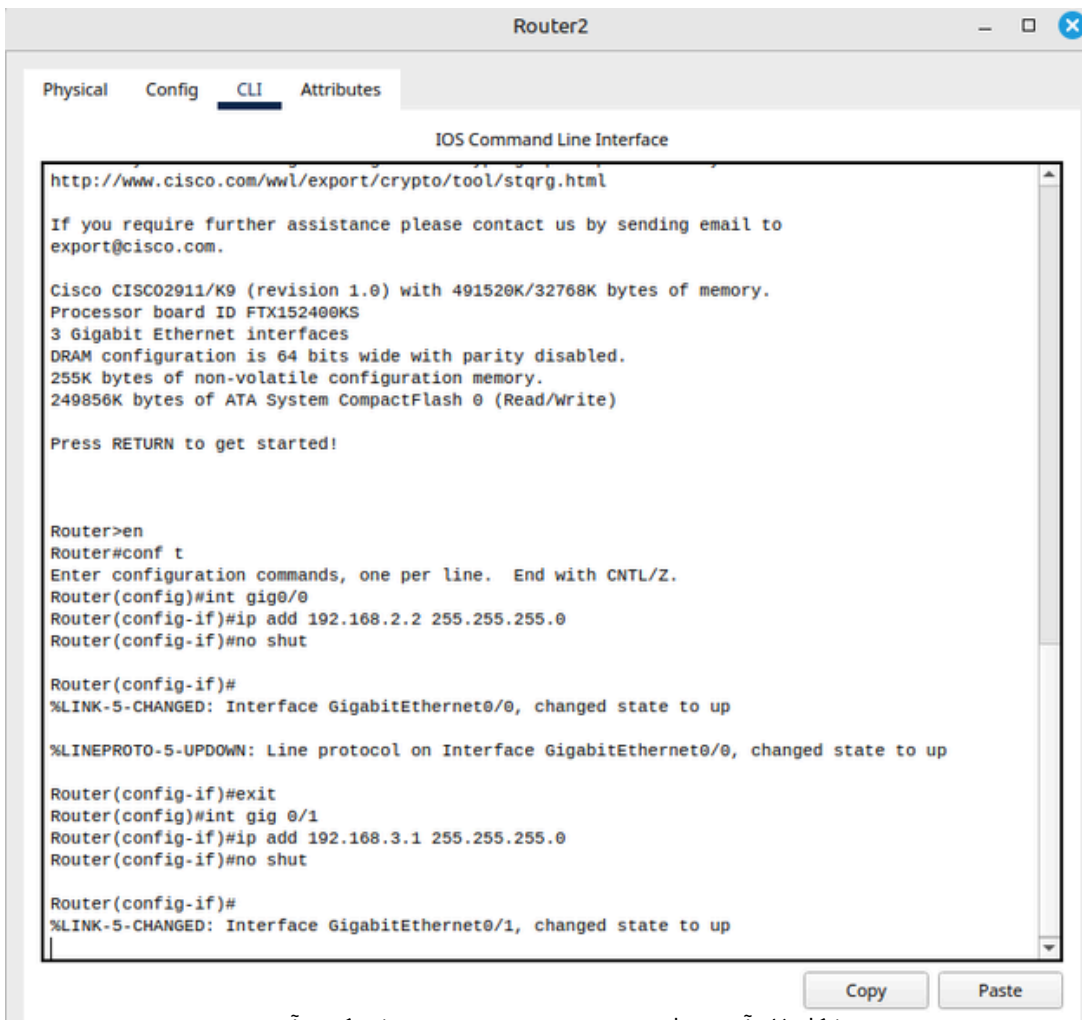 Router2
Physical Config CLI Attributes
IOS Command Line Interface
http://www.cisco.com/wwl/export/crypto/tool/stqrg.html
If you require further assistance please contact us by sending email to
export@cisco.com.
Cisco CISCO2911/K9 (revision 1.0) with 491520K/32768K bytes of memory.
Processor board ID FTX152400KS
3 Gigabit Ethernet interfaces
DRAM configuration is 64 bits wide with parity disabled.
255K bytes of non-volatile configuration memory.
249856K bytes of ATA System CompactFlash 0 (Read/Write)
Press RETURN to get started!
Router>en
Router#conf t
Enter configuration commands, one per line.  End with CNTL/Z.
Router(config)#int gig0/0
Router(config-if)#ip add 192.168.2.2 255.255.255.0
Router(config-if)#no shut
Router(config-if)#
%LINK-5-CHANGED: Interface GigabitEthernet0/0, changed state to up
%LINEPROTO-5-UPDOWN: Line protocol on Interface GigabitEthernet0/0, changed state to up
Router(config-if)#exit
Router(config)#int gig 0/1
Router(config-if)#ip add 192.168.3.1 255.255.255.0
Router(config-if)#no shut
Router(config-if)#
%LINK-5-CHANGED: Interface GigabitEthernet0/1, changed state to up
Copy Paste